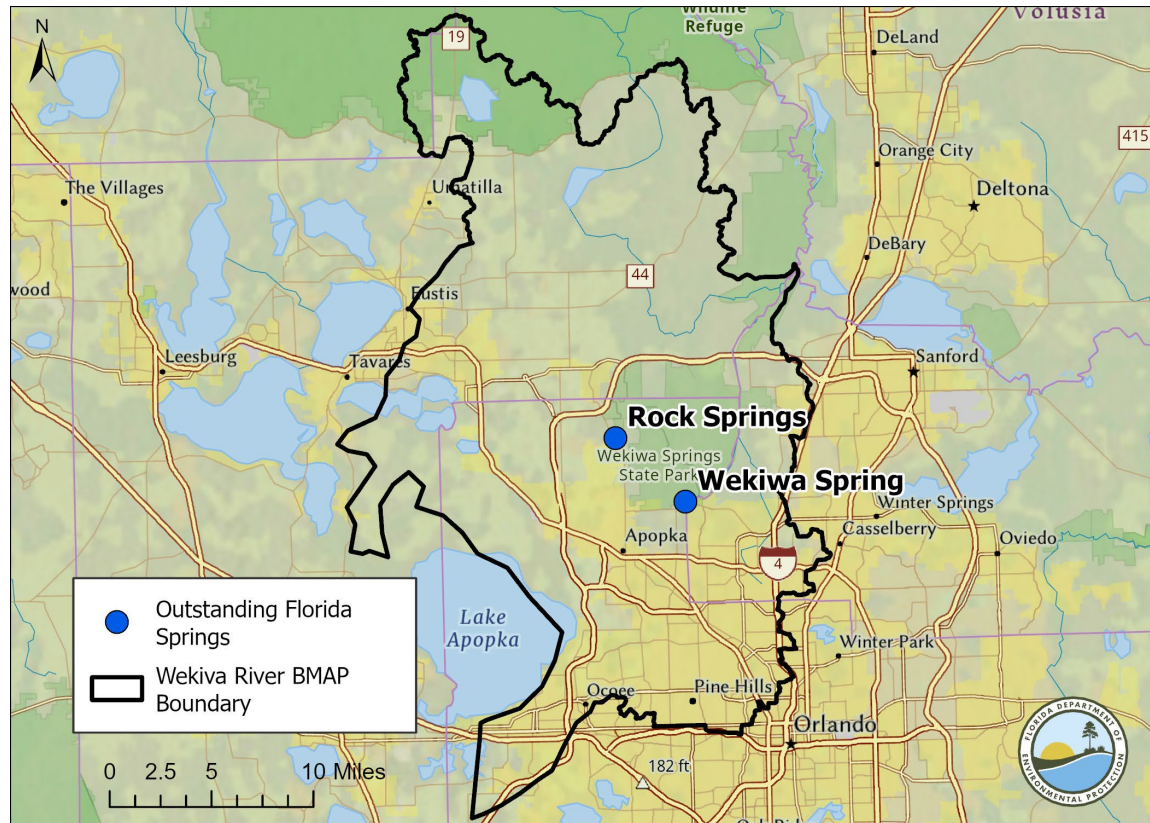 Wildlife
Refuge
Volusia
N
19
DeLand
415
Orange City
The Villages
Umatilla
Deltona
DeBary
44
wood
Eustis
Leesburg
Tavares
Sanford
Rock Springs
Wekiwa Springs
State Park
Wekiwa Spring
Winter Springs
Casselberry
Apopka
Oviedo
4
Outstanding Florida
Springs
Lake
Apopka
Wekiva River BMAP
Boundary
Winter Park
Ocoee
Pine Hills
Orlando
0 2.5 5 10 Miles
182 ft
FLORIDA DEPARTMENT OF
ENVIRONMENTAL PROTECTION